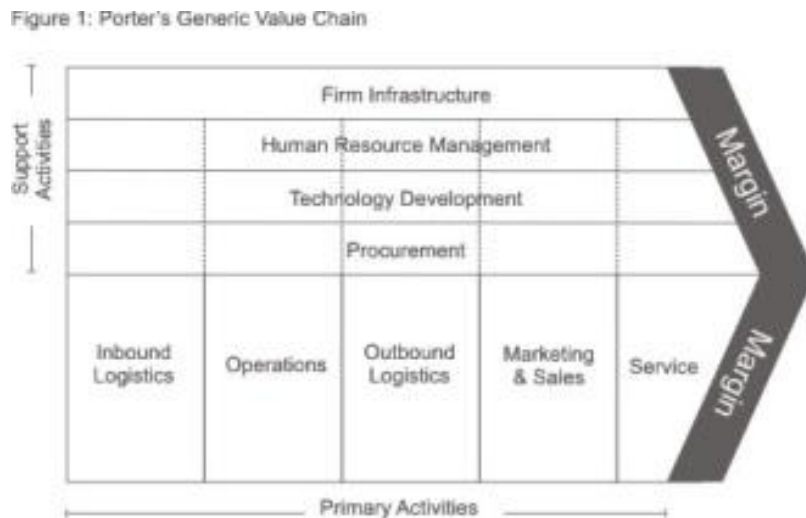 Figure 1: Porter's Generic Value Chain
Support
Activities
Firm Infrastructure
Human Resource Management
Technology Development
Procurement
Inbound
Logistics
Operations
Outbound
Logistics
Marketing
& Sales
Service
Margin
Margin
Primary Activities